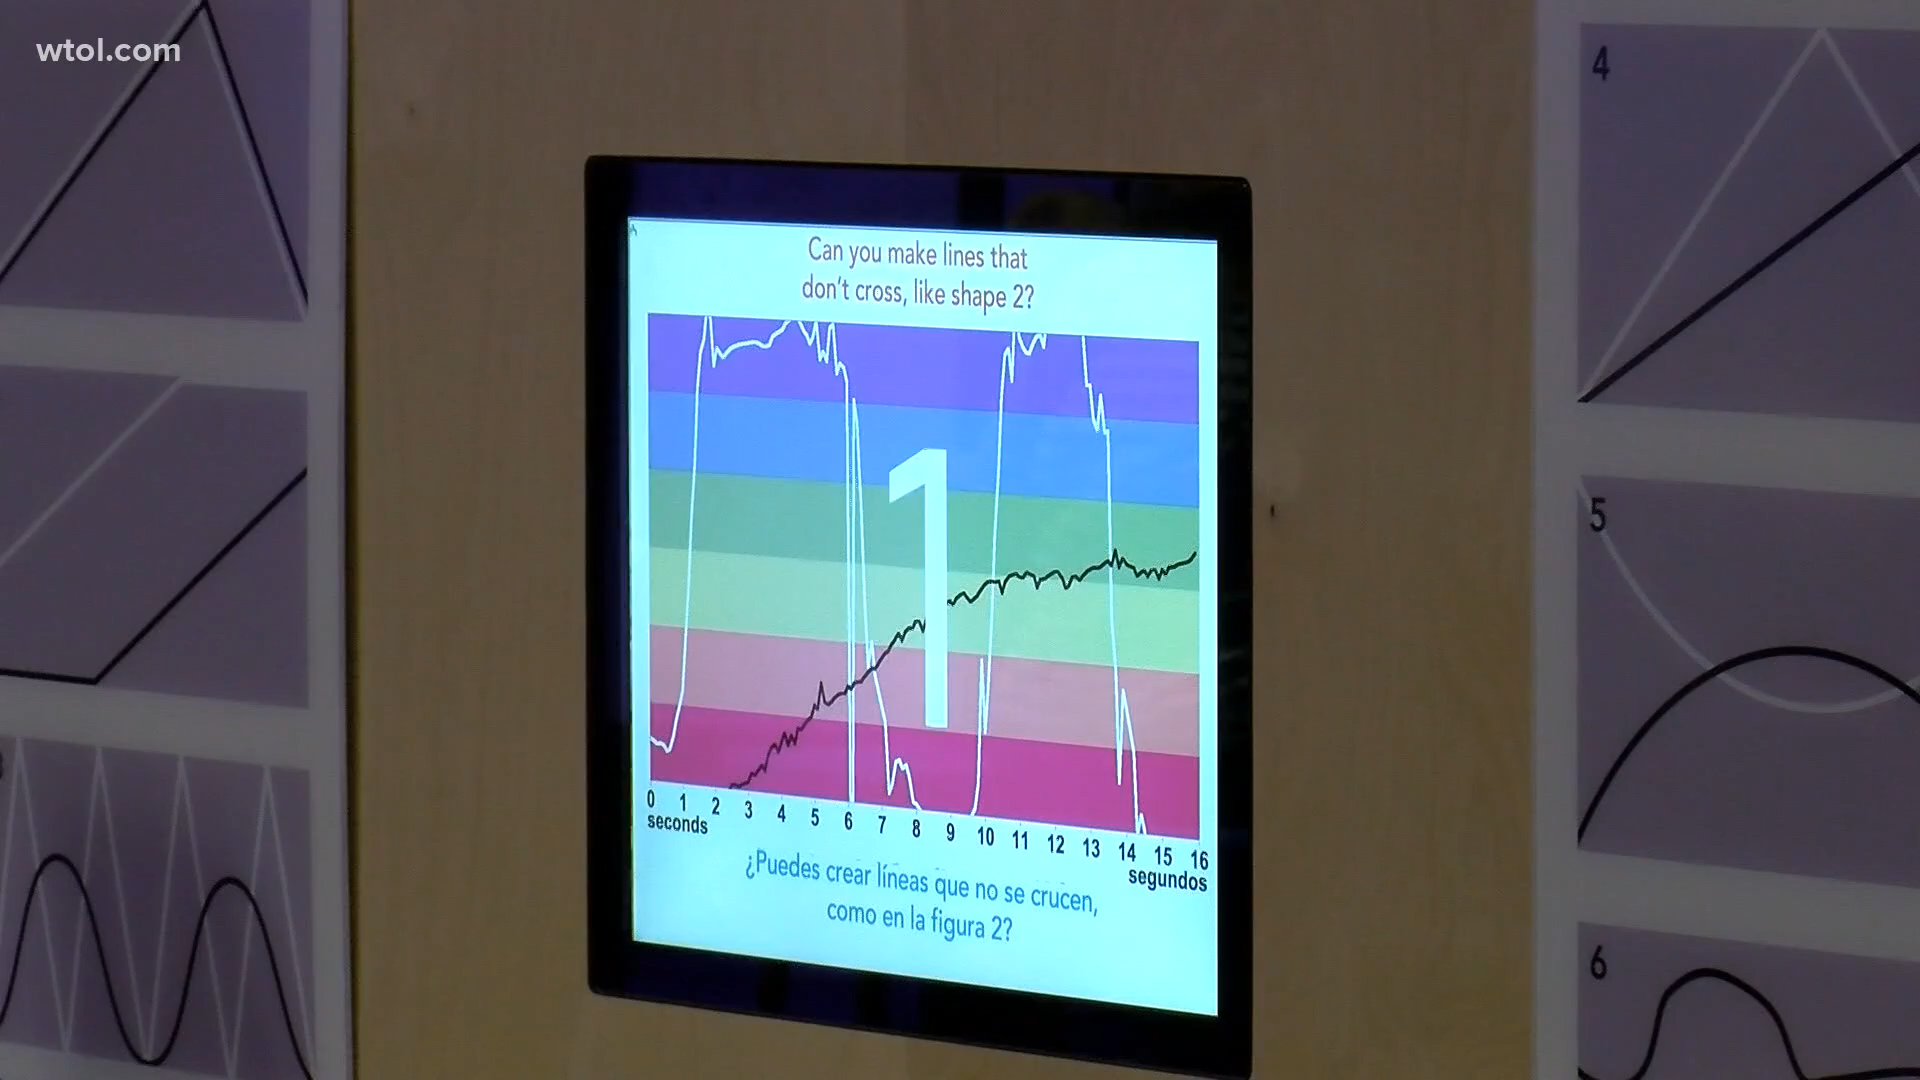 wtol.com
Can you make lines that
don't cross, like shape 2?
1
0 1 2 3 4 5 6 7 8 9 10 11 12 13 14 15 16
seconds
segundos
¿Puedes crear líneas que no se crucen,
como en la figura 2?
4
5
6